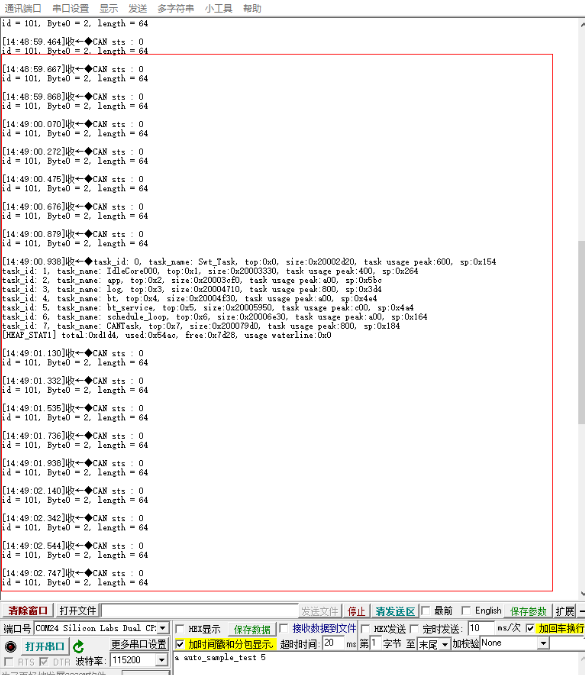 通讯端口 串口设置 显示 发送 多字符串 小工具 帮助
id = 101, Byte0 = 2, length = 64
[14:48:59.464]收←◆CAN sts : 0
id = 101, Byte0 = 2, length = 64
[14:48:59.667]收←◆CAN sts : 0
id = 101, Byte0 = 2, length = 64
[14:48:59.868]收←◆CAN sts : 0
id = 101, Byte0 = 2, length = 64
[14:49:00.070]收←◆CAN sts : 0
id = 101, Byte0 = 2, length = 64
[14:49:00.272]收←◆CAN sts : 0
id = 101, Byte0 = 2, length = 64
[14:49:00.475]收←◆CAN sts : 0
id = 101, Byte0 = 2, length = 64
[14:49:00.676]收←◆CAN sts : 0
id = 101, Byte0 = 2, length = 64
[14:49:00.879]收←◆CAN sts : 0
id = 101, Byte0 = 2, length = 64
[14:49:00.938]收←◆task_id: 0, task_name: Swt_Task, top:0x0, size:0x20002d20, task usage peak:600, sp:0x154
task_id: 1, task_name: IdleCore000, top:0x1, size:0x20003330, task usage peak:400, sp:0x264
task_id: 2, task_name: app, top:0x2, size:0x20003cf0, task usage peak:a00, sp:0x5bc
task_id: 3, task_name: log, top:0x3, size:0x20004710, task usage peak:800, sp:0x3d4
task_id: 4, task_name: bt, top:0x4, size:0x20004f30, task usage peak:a00, sp:0x4e4
task_id: 5, task_name: bt_service, top:0x5, size:0x20005950, task usage peak:c00, sp:0x4a4
task_id: 6, task_name: schedule_loop, top:0x6, size:0x20006e30, task usage peak:a00, sp:0x164
task_id: 7, task_name: CANTask, top:0x7, size:0x200079d0, task usage peak:800, sp:0x184
[HEAP_STAT1] total:0xd1d4, used:0x54ac, free:0x7d28, usage waterline:0x0
[14:49:01.130]收←◆CAN sts : 0
id = 101, Byte0 = 2, length = 64
[14:49:01.332]收←◆CAN sts : 0
id = 101, Byte0 = 2, length = 64
[14:49:01.535]收←◆CAN sts : 0
id = 101, Byte0 = 2, length = 64
[14:49:01.736]收←◆CAN sts : 0
id = 101, Byte0 = 2, length = 64
[14:49:01.938]收←◆CAN sts : 0
id = 101, Byte0 = 2, length = 64
[14:49:02.140]收←◆CAN sts : 0
id = 101, Byte0 = 2, length = 64
[14:49:02.342]收←◆CAN sts : 0
id = 101, Byte0 = 2, length = 64
[14:49:02.544]收←◆CAN sts : 0
id = 101, Byte0 = 2, length = 64
[14:49:02.747]收←◆CAN sts : 0
id = 101, Byte0 = 2, length = 64
清除窗口 打开文件 发送文件 停止 清发送区 最前 English 保存参数 扩展 —
端口号 COM24 Silicon Labs Dual CP HEX显示 保存数据 接收数据到文件 HEX发送 定时发送: 10 ms/次 加回车换行
打开串口 更多串口设置 加时间戳和分包显示, 超时时间: 20 ms 第 1 字节 至 末尾 加校验 None
RTS DTR 波特率: 115200 a auto_sample_test 5